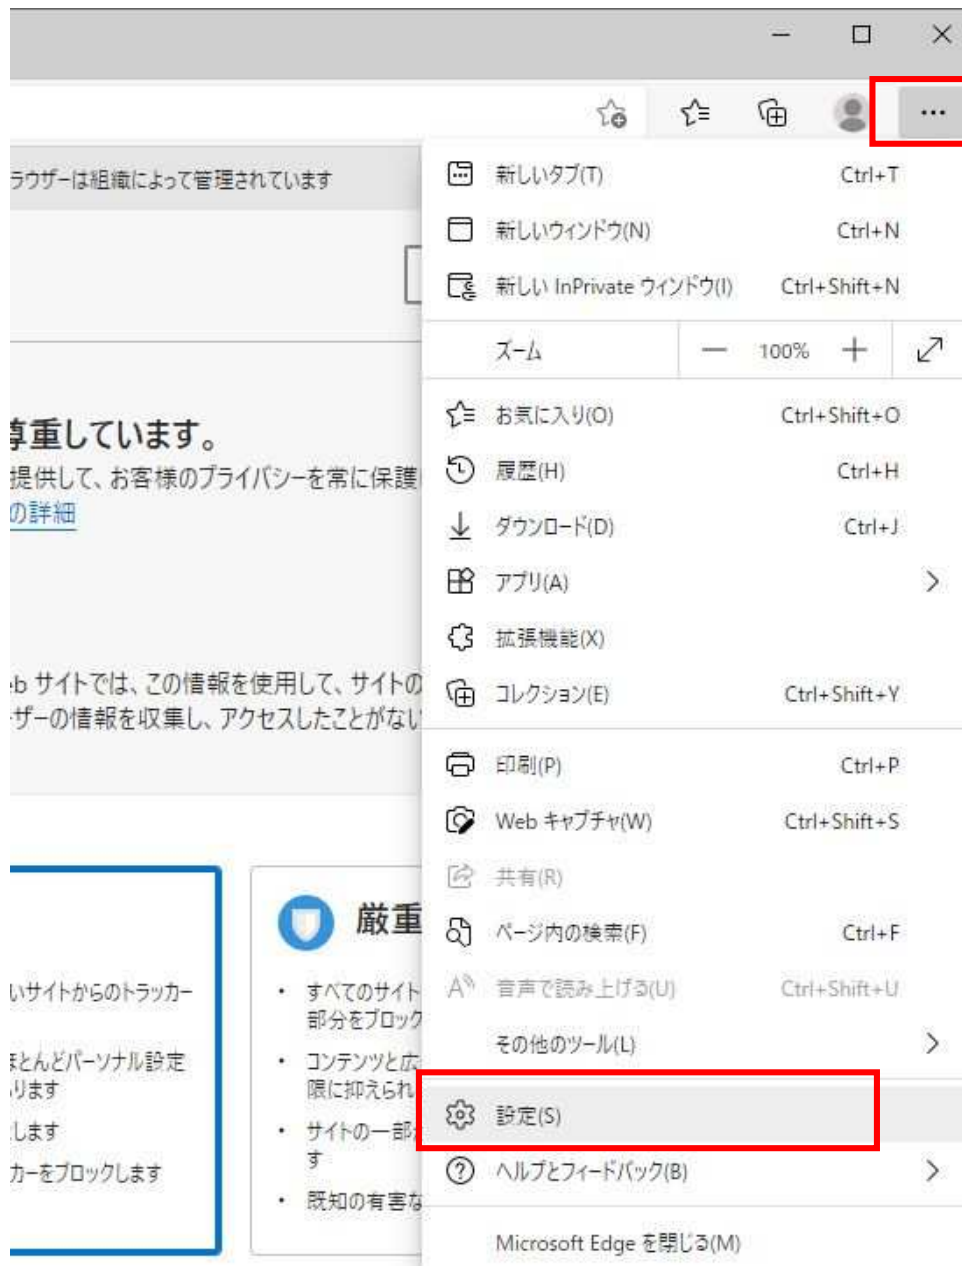 ラウザーは組織によって管理されています
尊重しています。
提供して、お客様のプライバシーを常に保護
の詳細
eb サイトでは、この情報を使用して、サイトの
ザーの情報を収集し、アクセスしたことがない
いサイトからのトラッカー
ほとんどパーソナル設定
ります
します
カーをブロックします
厳重
• すべてのサイト
部分をブロック
• コンテンツと広
限に抑えられ
• サイトの一部
す
• 既知の有害な
新しいタブ(T) Ctrl+T
新しいウィンドウ(N) Ctrl+N
新しい InPrivate ウィンドウ(I) Ctrl+Shift+N
ズーム — 100% +
お気に入り(O) Ctrl+Shift+O
履歴(H) Ctrl+H
ダウンロード(D) Ctrl+J
アプリ(A)
拡張機能(X)
コレクション(E) Ctrl+Shift+Y
印刷(P) Ctrl+P
Web キャプチャ(W) Ctrl+Shift+S
共有(R)
ページ内の検索(F) Ctrl+F
音声で読み上げる(U) Ctrl+Shift+U
その他のツール(L)
設定(S)
ヘルプとフィードバック(B)
Microsoft Edge を閉じる(M)